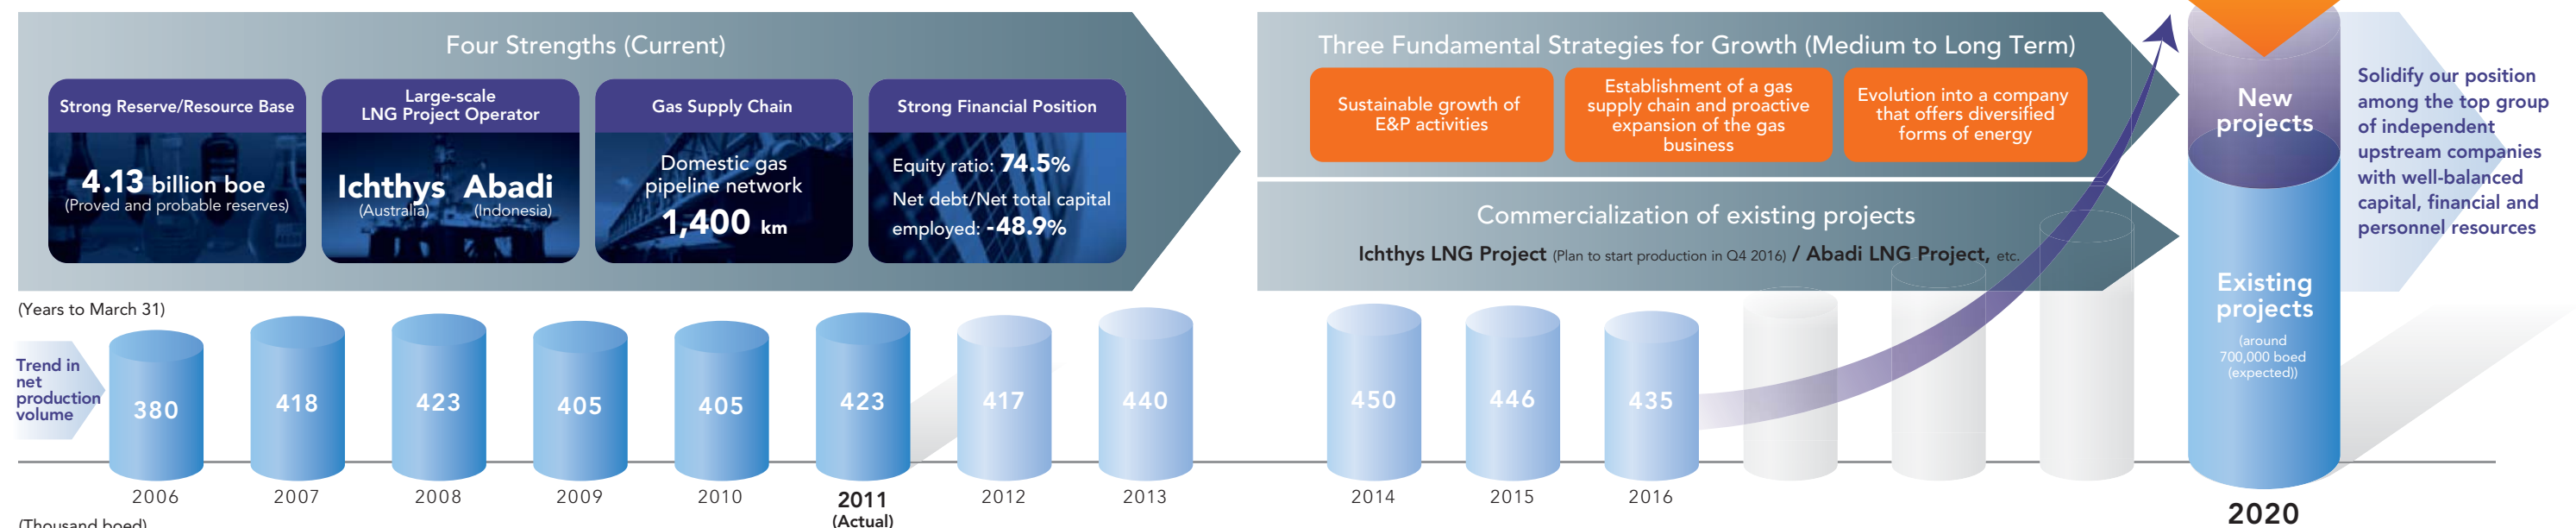 Four Strengths (Current)
Strong Reserve/Resource Base
4.13 billion boe
(Proved and probable reserves)
Large-scale
LNG Project Operator
Ichthys Abadi
(Australia) (Indonesia)
Gas Supply Chain
Domestic gas
pipeline network
1,400 km
Strong Financial Position
Equity ratio: 74.5%
Net debt/Net total capital
employed: -48.9%
Three Fundamental Strategies for Growth (Medium to Long Term)
Sustainable growth of
E&P activities
Establishment of a gas
supply chain and proactive
expansion of the gas
business
Evolution into a company
that offers diversified
forms of energy
Commercialization of existing projects
Ichthys LNG Project (Plan to start production in Q4 2016) / Abadi LNG Project, etc.
New
projects
Existing
projects
(around
700,000 boed
(expected))
Solidify our position
among the top group
of independent
upstream companies
with well-balanced
capital, financial and
personnel resources
(Years to March 31)
Trend in
net
production
volume
380 418 423 405 405 423 417 440 450 446 435
2006 2007 2008 2009 2010 2011 2012 2013 2014 2015 2016 2020
(Actual)
(Thousand boed)